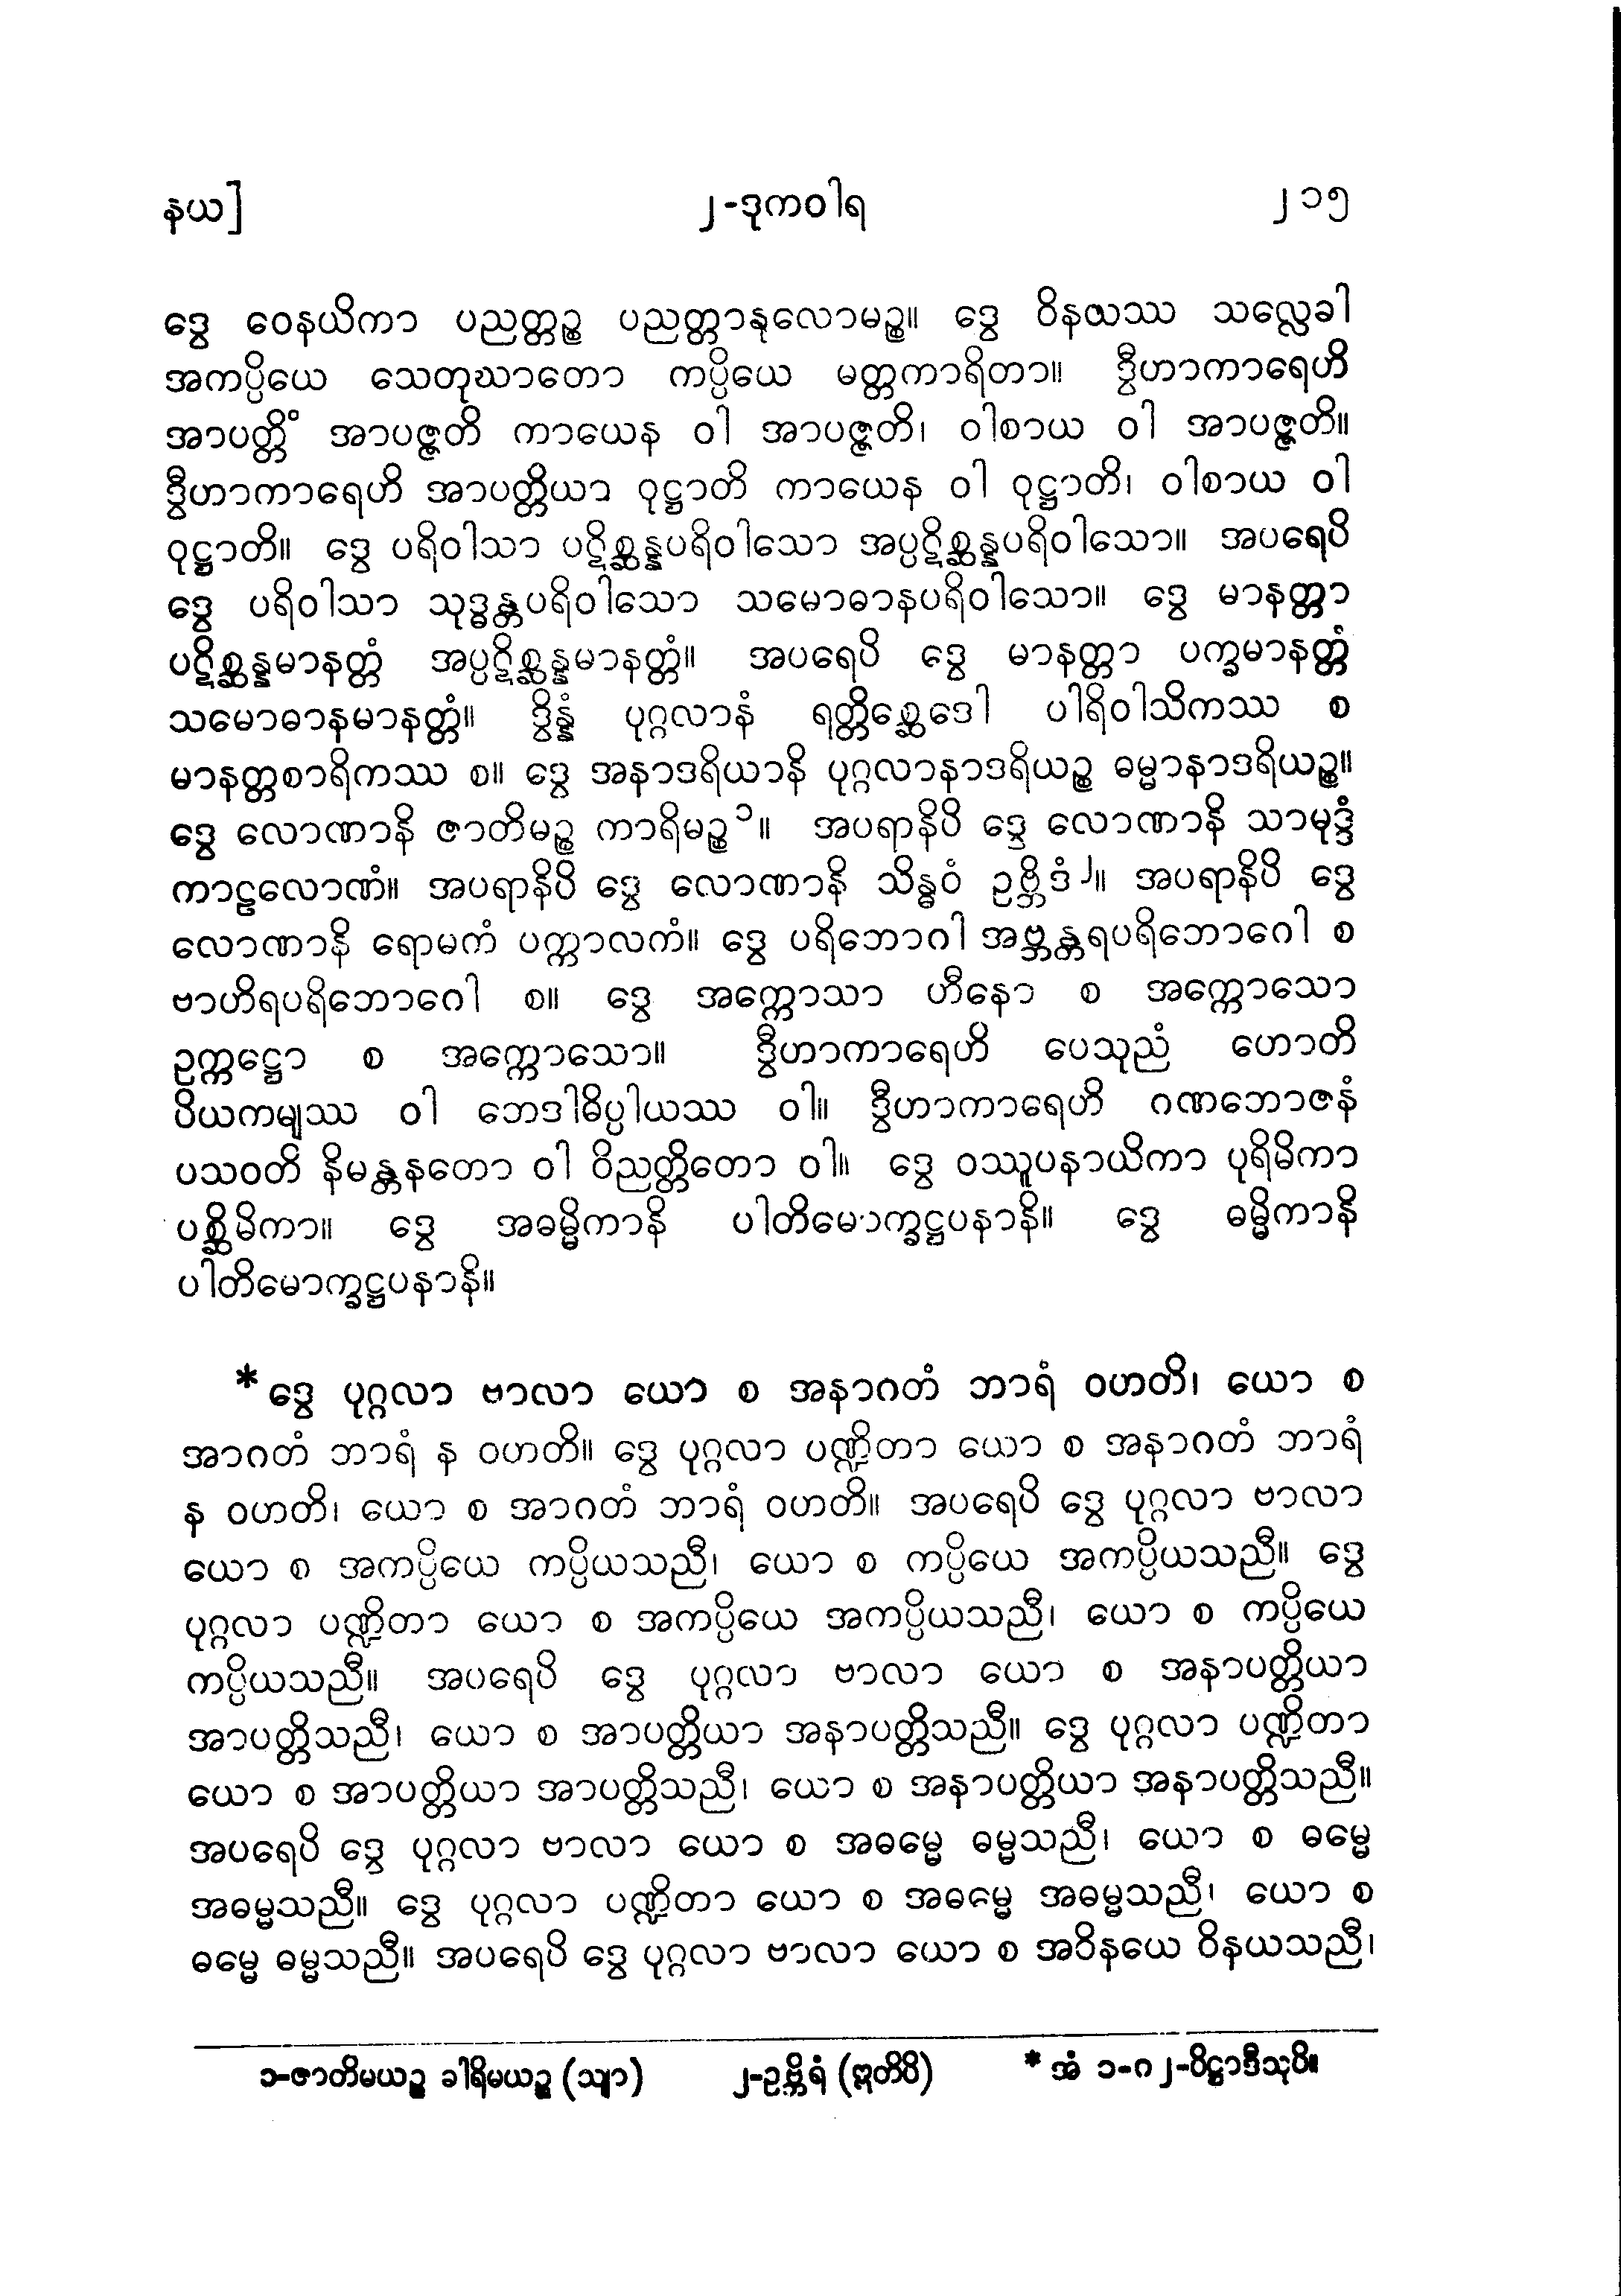 နယ]
၂-ဒုကဝါရ
၂၁၅
ဒွေ ဝေနယိကာ ပညတ္တဉ္စ ပညတ္တာနုလောမဉ္စ။ ဒွေ ဝိနယဿ သလ္လေခါ
အကပ္ပိယေ သေတုဃာတော ကပ္ပိယေ မတ္တကာရိတာ။ ဒွီဟာကာရေဟိ
အာပတ္တိံ အာပဇ္ဇတိ ကာယေန ဝါ အာပဇ္ဇတိ၊ ဝါစာယ ဝါ အာပဇ္ဇတိ။
ဒွီဟာကာရေဟိ အာပတ္တိယာ ဝုဋ္ဌာတိ ကာယေန ဝါ ဝုဋ္ဌာတိ၊ ဝါစာယ ဝါ
ဝုဋ္ဌာတိ။ ဒွေ ပရိဝါသာ ပဋိစ္ဆန္နပရိဝါသော အပ္ပဋိစ္ဆန္နပရိဝါသော။ အပရေပိ
ဒွေ ပရိဝါသာ သုဒ္ဓန္တပရိဝါသော သမောဓာနပရိဝါသော။ ဒွေ မာနတ္တာ
ပဋိစ္ဆန္နမာနတ္တံ အပ္ပဋိစ္ဆန္နမာနတ္တံ။ အပရေပိ ဒွေ မာနတ္တာ ပက္ခမာနတ္တံ
သမောဓာနမာနတ္တံ။ ဒွိန္နံ ပုဂ္ဂလာနံ ရတ္တိစ္ဆေဒေါ ပါရိဝါသိကဿ စ
မာနတ္တစာရိကဿ စ။ ဒွေ အနာဒရိယာနိ ပုဂ္ဂလာနာဒရိယဉ္စ ဓမ္မာနာဒရိယဉ္စ။
ဒွေ လောဏာနိ ဇာတိမဉ္စ ကာရိမဉ္စ၁။ အပရာနိပိ ဒွေ လောဏာနိ သာမုဒ္ဒံ
ကာဠလောဏံ။ အပရာနိပိ ဒွေ လောဏာနိ သိန္ဓဝံ ဥဗ္ဘိဒံ၂။ အပရာနိပိ ဒွေ
လောဏာနိ ရောမကံ ပက္ကာလကံ။ ဒွေ ပရိဘောဂါ အဗ္ဘန္တရပရိဘောဂေါ စ
ဗာဟိရပရိဘောဂေါ စ။ ဒွေ အက္ကောသာ ဟီနော စ အက္ကောသော
ဥက္ကဋ္ဌော စ အက္ကောသော။ ဒွီဟာကာရေဟိ ပေသုညံ ဟောတိ
ပိယကမျဿ ဝါ ဘေဒါဓိပ္ပါယဿ ဝါ။ ဒွီဟာကာရေဟိ ဂဏဘောဇနံ
ပသဝတိ နိမန္တနတော ဝါ ဝိညတ္တိတော ဝါ။ ဒွေ ဝဿူပနာယိကာ ပုရိမိကာ
ပစ္ဆိမိကာ။ ဒွေ အဓမ္မိကာနိ ပါတိမောက္ခဋ္ဌပနာနိ။ ဒွေ ဓမ္မိကာနိ
ပါတိမောက္ခဋ္ဌပနာနိ။
*ဒွေ ပုဂ္ဂလာ ဗာလာ ယော စ အနာဂတံ ဘာရံ ဝဟတိ၊ ယော စ
အာဂတံ ဘာရံ န ဝဟတိ။ ဒွေ ပုဂ္ဂလာ ပဏ္ဍိတာ ယော စ အနာဂတံ ဘာရံ
န ဝဟတိ၊ ယော စ အာဂတံ ဘာရံ ဝဟတိ။ အပရေပိ ဒွေ ပုဂ္ဂလာ ဗာလာ
ယော စ အကပ္ပိယေ ကပ္ပိယသညီ၊ ယော စ ကပ္ပိယေ အကပ္ပိယသညီ။ ဒွေ
ပုဂ္ဂလာ ပဏ္ဍိတာ ယော စ အကပ္ပိယေ အကပ္ပိယသညီ၊ ယော စ ကပ္ပိယေ
ကပ္ပိယသညီ။ အပရေပိ ဒွေ ပုဂ္ဂလာ ဗာလာ ယော စ အနာပတ္တိယာ
အာပတ္တိသညီ၊ ယော စ အာပတ္တိယာ အနာပတ္တိသညီ။ ဒွေ ပုဂ္ဂလာ ပဏ္ဍိတာ
ယော စ အာပတ္တိယာ အာပတ္တိသညီ၊ ယော စ အနာပတ္တိယာ အနာပတ္တိသညီ။
အပရေပိ ဒွေ ပုဂ္ဂလာ ဗာလာ ယော စ အဓမ္မေ ဓမ္မသညီ၊ ယော စ ဓမ္မေ
အဓမ္မသညီ။ ဒွေ ပုဂ္ဂလာ ပဏ္ဍိတာ ယော စ အဓမ္မေ အဓမ္မသညီ၊ ယော စ
ဓမ္မေ ဓမ္မသညီ။ အပရေပိ ဒွေ ပုဂ္ဂလာ ဗာလာ ယော စ အဝိနယေ ဝိနယသညီ၊
၁-ဇာတိမယဉ္စ ခါရိမယဉ္စ (သျာ) ၂-ဥဗ္ဘိရံ (ဣတိပိ) * အံ ၁-ဂ၂-ပိဋ္ဌာဒီသုပိ။